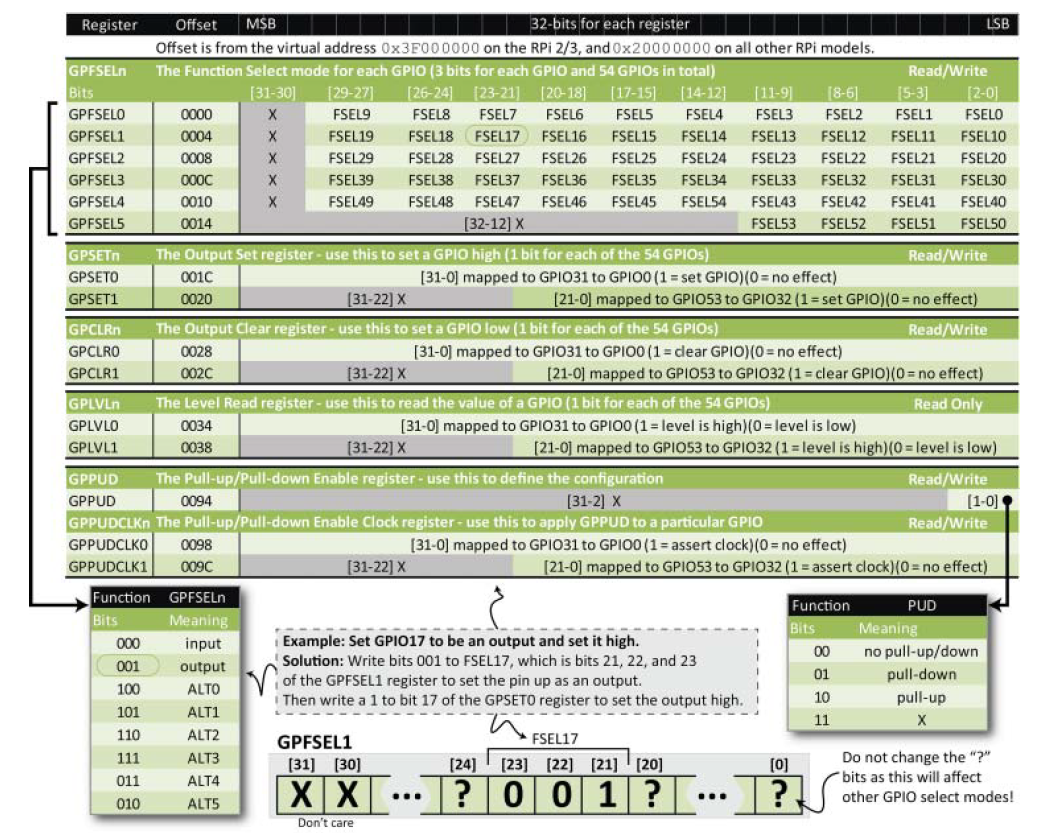 Register Offset MSB 32-bits for each register LSB
Offset is from the virtual address 0x3F000000 on the RPi 2/3, and 0x20000000 on all other RPi models.
GPFSELn The Function Select mode for each GPIO (3 bits for each GPIO and 54 GPIOs in total) Read/Write
Bits [31-30] [29-27] [26-24] [23-21] [20-18] [17-15] [14-12] [11-9] [8-6] [5-3] [2-0]
GPFSEL0 0000 X FSEL9 FSEL8 FSEL7 FSEL6 FSEL5 FSEL4 FSEL3 FSEL2 FSEL1 FSEL0
GPFSEL1 0004 X FSEL19 FSEL18 FSEL17 FSEL16 FSEL15 FSEL14 FSEL13 FSEL12 FSEL11 FSEL10
GPFSEL2 0008 X FSEL29 FSEL28 FSEL27 FSEL26 FSEL25 FSEL24 FSEL23 FSEL22 FSEL21 FSEL20
GPFSEL3 000C X FSEL39 FSEL38 FSEL37 FSEL36 FSEL35 FSEL34 FSEL33 FSEL32 FSEL31 FSEL30
GPFSEL4 0010 X FSEL49 FSEL48 FSEL47 FSEL46 FSEL45 FSEL54 FSEL43 FSEL42 FSEL41 FSEL40
GPFSEL5 0014 [32-12] X FSEL53 FSEL52 FSEL51 FSEL50
GPSETn The Output Set register - use this to set a GPIO high (1 bit for each of the 54 GPIOs) Read/Write
GPSET0 001C [31-0] mapped to GPIO31 to GPIO0 (1 = set GPIO)(0 = no effect)
GPSET1 0020 [31-22] X [21-0] mapped to GPIO53 to GPIO32 (1 = set GPIO)(0 = no effect)
GPCLRn The Output Clear register - use this to set a GPIO low (1 bit for each of the 54 GPIOs) Read/Write
GPCLR0 0028 [31-0] mapped to GPIO31 to GPIO0 (1 = clear GPIO)(0 = no effect)
GPCLR1 002C [31-22] X [21-0] mapped to GPIO53 to GPIO32 (1 = clear GPIO)(0 = no effect)
GPLVLn The Level Read register - use this to read the value of a GPIO (1 bit for each of the 54 GPIOs) Read Only
GPLVL0 0034 [31-0] mapped to GPIO31 to GPIO0 (1 = level is high)(0 = level is low)
GPLVL1 0038 [31-22] X [21-0] mapped to GPIO53 to GPIO32 (1 = level is high)(0 = level is low)
GPPUD The Pull-up/Pull-down Enable register - use this to define the configuration Read/Write
GPPUD 0094 [31-2] X [1-0]
GPPUDCLKn The Pull-up/Pull-down Enable Clock register - use this to apply GPPUD to a particular GPIO Read/Write
GPPUDCLK0 0098 [31-0] mapped to GPIO31 to GPIO0 (1 = assert clock)(0 = no effect)
GPPUDCLK1 009C [31-22] X [21-0] mapped to GPIO53 to GPIO32 (1 = assert clock)(0 = no effect)
Function GPFSELn
Bits Meaning
000 input
001 output
100 ALT0
101 ALT1
110 ALT2
111 ALT3
011 ALT4
010 ALT5
Example: Set GPIO17 to be an output and set it high.
Solution: Write bits 001 to FSEL17, which is bits 21, 22, and 23
of the GPFSEL1 register to set the pin up as an output.
Then write a 1 to bit 17 of the GPSET0 register to set the output high.
Function PUD
Bits Meaning
00 no pull-up/down
01 pull-down
10 pull-up
11 X
FSEL17
GPFSEL1
[31] [30] [24] [23] [22] [21] [20] [0]
X X ... ? 0 0 1 ? ... ?
Don't care
Do not change the "?"
bits as this will affect
other GPIO select modes!